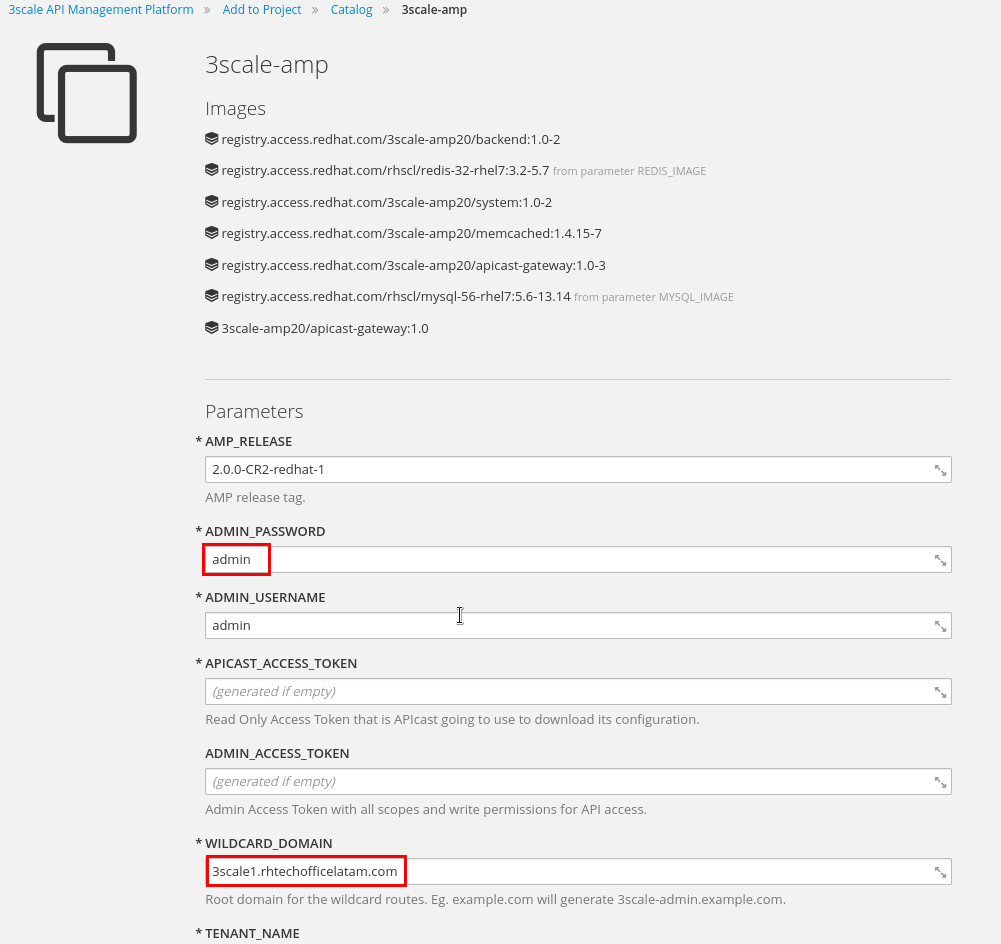 3scale API Management Platform » Add to Project » Catalog » 3scale-amp
3scale-amp
Images
registry.access.redhat.com/3scale-amp20/backend:1.0-2
registry.access.redhat.com/rhscl/redis-32-rhel7:3.2-5.7 from parameter REDIS_IMAGE
registry.access.redhat.com/3scale-amp20/system:1.0-2
registry.access.redhat.com/3scale-amp20/memcached:1.4.15-7
registry.access.redhat.com/3scale-amp20/apicast-gateway:1.0-3
registry.access.redhat.com/rhscl/mysql-56-rhel7:5.6-13.14 from parameter MYSQL_IMAGE
3scale-amp20/apicast-gateway:1.0
Parameters
* AMP_RELEASE
2.0.0-CR2-redhat-1
AMP release tag.
* ADMIN_PASSWORD
admin
* ADMIN_USERNAME
admin
* APICAST_ACCESS_TOKEN
(generated if empty)
Read Only Access Token that is APIcast going to use to download its configuration.
ADMIN_ACCESS_TOKEN
(generated if empty)
Admin Access Token with all scopes and write permissions for API access.
* WILDCARD_DOMAIN
3scale1.rhtechofficelatam.com
Root domain for the wildcard routes. Eg. example.com will generate 3scale-admin.example.com.
* TENANT_NAME